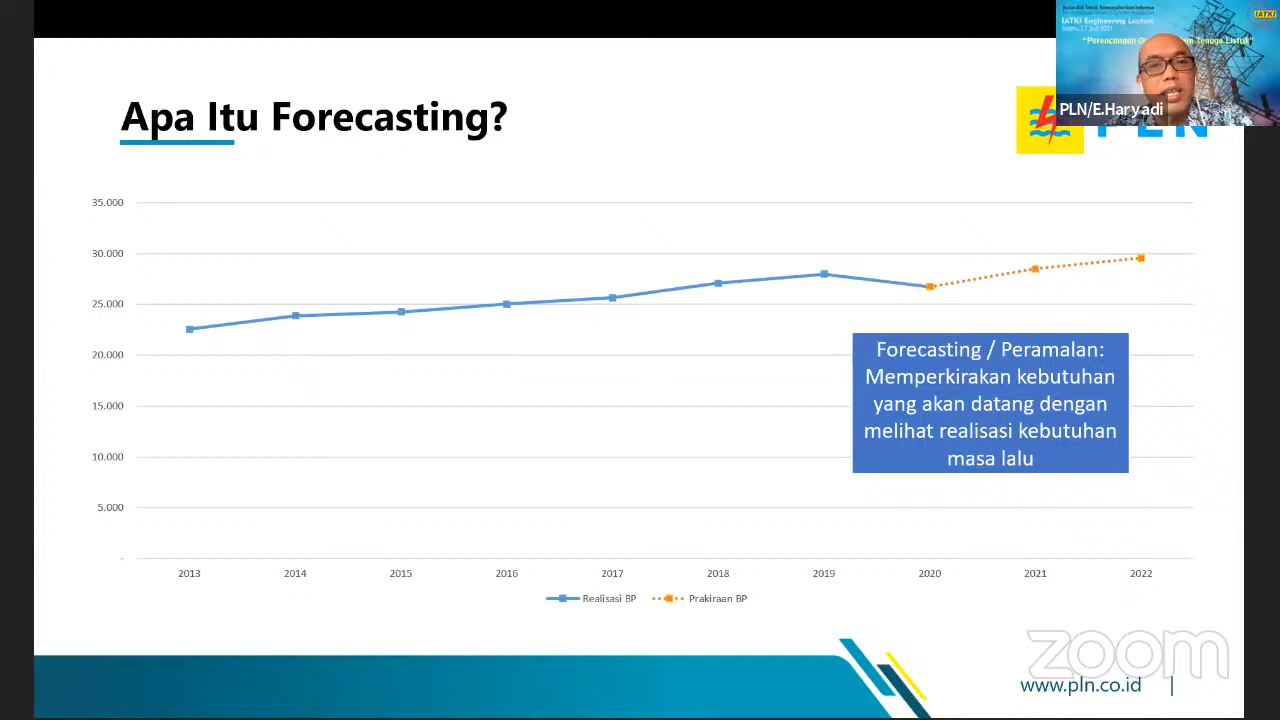 IATKI Engineering Lecture
IATKI
PLN/E.Haryadi
Apa Itu Forecasting?
35.000
30.000
25.000
20.000
15.000
10.000
5.000
-
Forecasting / Peramalan:
Memperkirakan kebutuhan
yang akan datang dengan
melihat realisasi kebutuhan
masa lalu
2013 2014 2015 2016 2017 2018 2019 2020 2021 2022
Realisasi BP Prakiraan BP
zoom
www.pln.co.id |